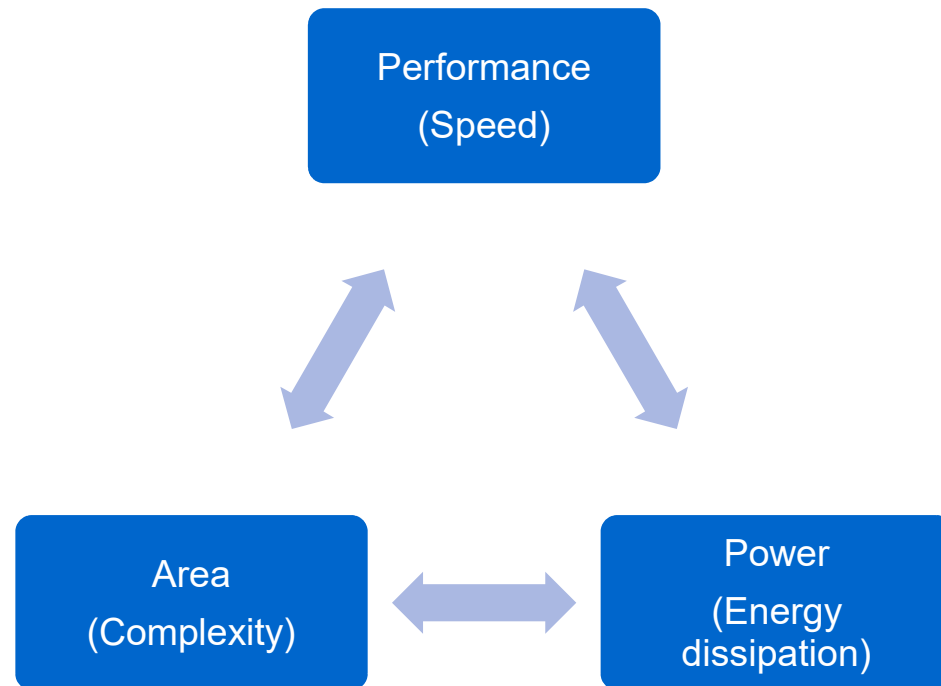 Performance
(Speed)
Area
(Complexity)
Power
(Energy
dissipation)